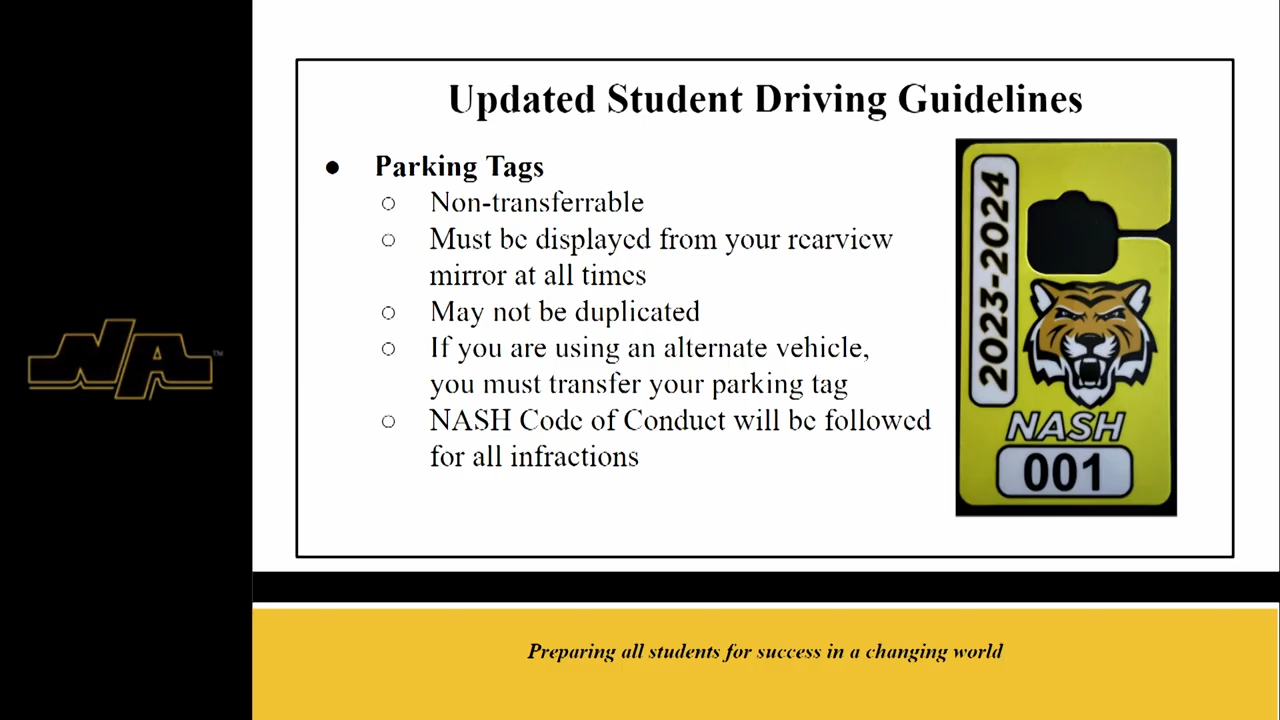 Updated Student Driving Guidelines
● Parking Tags
○ Non-transferrable
○ Must be displayed from your rearview
mirror at all times
○ May not be duplicated
○ If you are using an alternate vehicle,
you must transfer your parking tag
○ NASH Code of Conduct will be followed
for all infractions
2023-2024
NASH
001
NA™
Preparing all students for success in a changing world